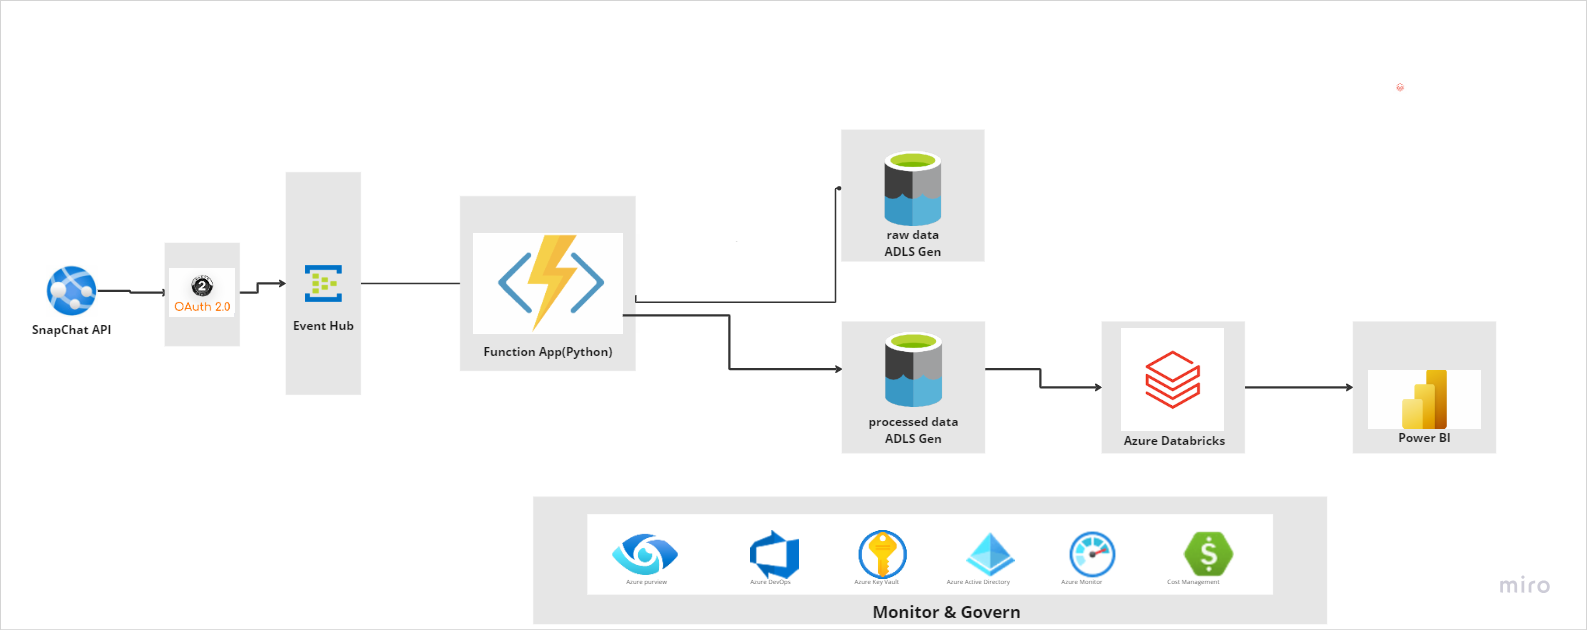 raw data
ADLS Gen
2
OAuth 2.0
SnapChat API
Event Hub
Function App(Python)
processed data
ADLS Gen
Azure Databricks
Power BI
Azure purview
Azure DevOps
Azure Key Vault
Azure Active Directory
Azure Monitor
$
Cost Management
Monitor & Govern
miro